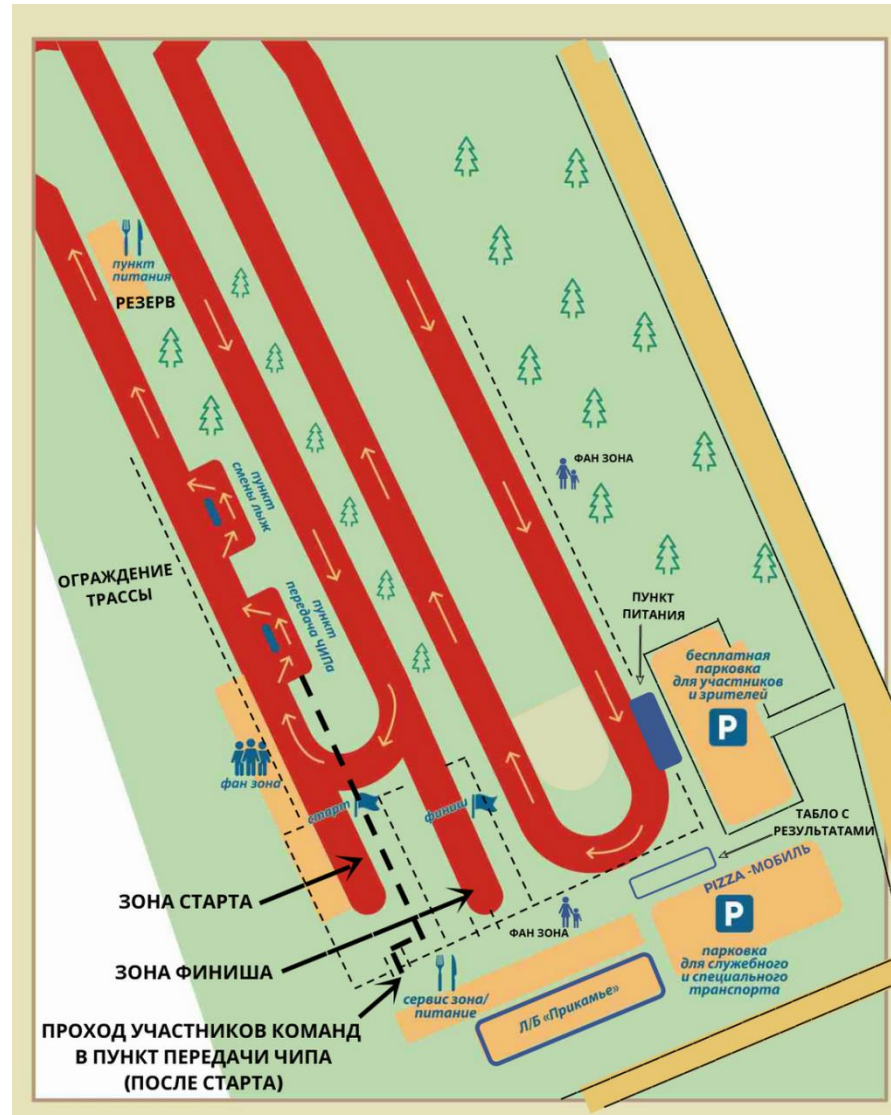 пункт
питания
РЕЗЕРВ
пункт
смены лыж
ОГРАЖДЕНИЕ
ТРАССЫ
пункт
передача ЧИПа
ФАН ЗОНА
ПУНКТ
ПИТАНИЯ
бесплатная
парковка
для участников
и зрителей
P
фан зона
старт
финиш
ТАБЛО С
РЕЗУЛЬТАТАМИ
PIZZA -МОБИЛЬ
P
парковка
для служебного
и специального
транспорта
ЗОНА СТАРТА
ФАН ЗОНА
ЗОНА ФИНИША
сервис зона/
питание
Л/Б «Прикамье»
ПРОХОД УЧАСТНИКОВ КОМАНД
В ПУНКТ ПЕРЕДАЧИ ЧИПА
(ПОСЛЕ СТАРТА)